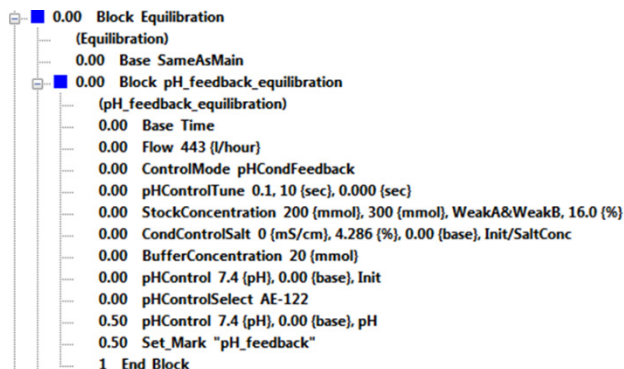 0.00 Block Equilibration
(Equilibration)
0.00 Base SameAsMain
0.00 Block pH_feedback_equilibration
(pH_feedback_equilibration)
0.00 Base Time
0.00 Flow 443 {l/hour}
0.00 ControlMode pHCondFeedback
0.00 pHControlTune 0.1, 10 {sec}, 0.000 {sec}
0.00 StockConcentration 200 {mmol}, 300 {mmol}, WeakA&WeakB, 16.0 {%}
0.00 CondControlSalt 0 {mS/cm}, 4.286 {%}, 0.00 {base}, Init/SaltConc
0.00 BufferConcentration 20 {mmol}
0.00 pHControl 7.4 {pH}, 0.00 {base}, Init
0.00 pHControlSelect AE-122
0.50 pHControl 7.4 {pH}, 0.00 {base}, pH
0.50 Set_Mark "pH_feedback"
1 End Block